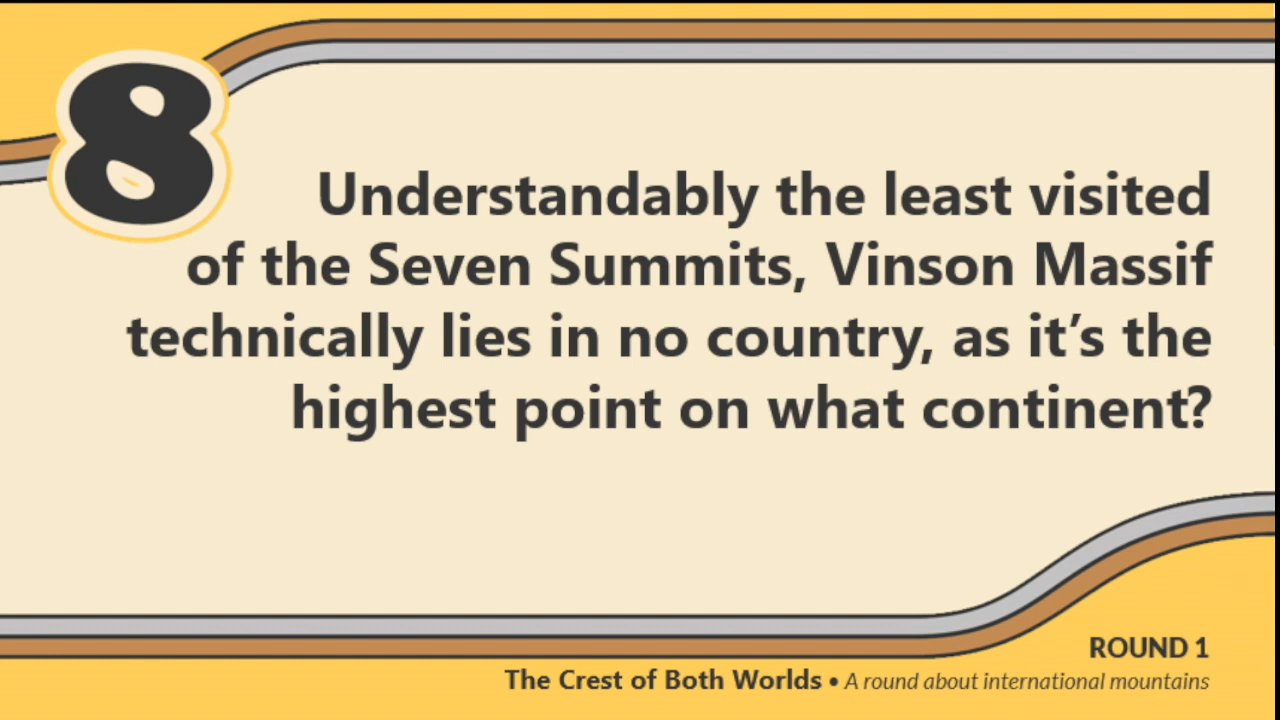 8
Understandably the least visited
of the Seven Summits, Vinson Massif
technically lies in no country, as it’s the
highest point on what continent?
ROUND 1
The Crest of Both Worlds • A round about international mountains